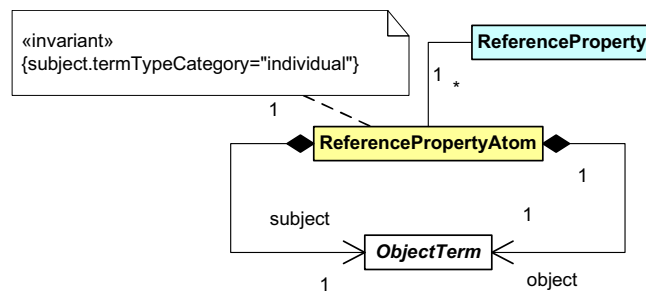 «invariant»
{subject.termTypeCategory="individual"}
ReferenceProperty
1
*
1
ReferencePropertyAtom
1
subject
1
ObjectTerm
1
object